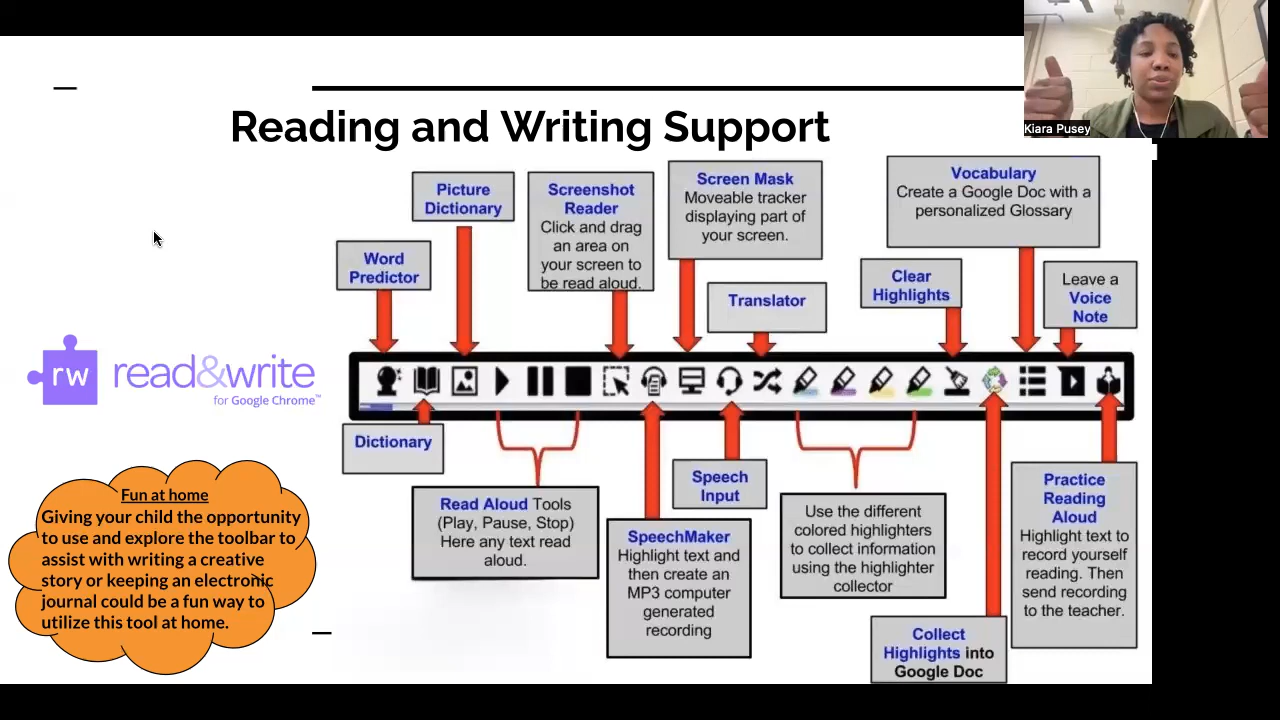 Kiara Pusey
Reading and Writing Support
Picture
Dictionary
Screenshot
Reader
Click and drag
an area on
your screen to
be read aloud.
Screen Mask
Moveable tracker
displaying part of
your screen.
Vocabulary
Create a Google Doc with a
personalized Glossary
Word
Predictor
Translator
Clear
Highlights
Leave a
Voice
Note
rw read&write
for Google Chrome™
Dictionary
Read Aloud Tools
(Play, Pause, Stop)
Here any text read
aloud.
SpeechMaker
Highlight text and
then create an
MP3 computer
generated
recording
Speech
Input
Use the different
colored highlighters
to collect information
using the highlighter
collector
Collect
Highlights into
Google Doc
Practice
Reading
Aloud
Highlight text to
record yourself
reading. Then
send recording
to the teacher.
Fun at home
Giving your child the opportunity
to use and explore the toolbar to
assist with writing a creative
story or keeping an electronic
journal could be a fun way to
utilize this tool at home.